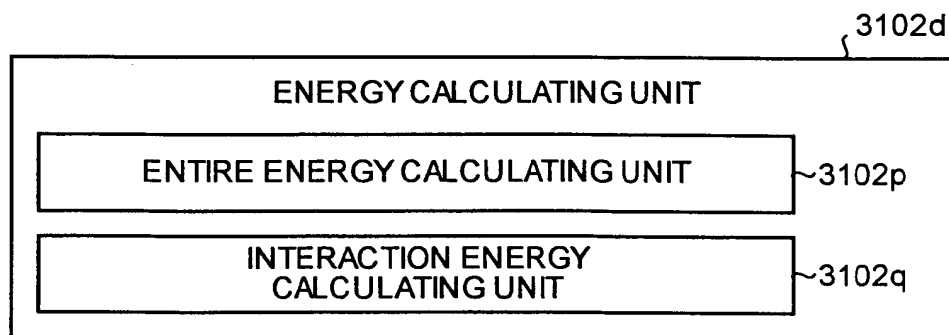 3102d
ENERGY CALCULATING UNIT
ENTIRE ENERGY CALCULATING UNIT
3102p
INTERACTION ENERGY
CALCULATING UNIT
3102q